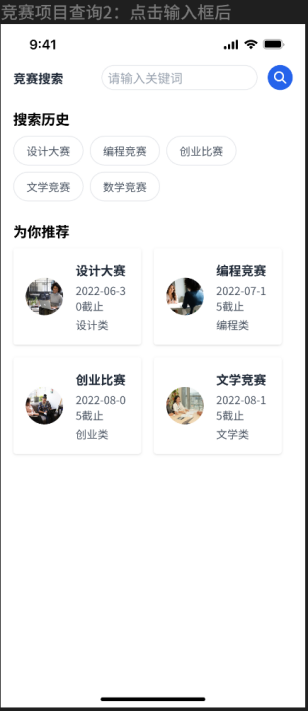 竞赛项目查询2：点击输入框后
9:41
竞赛搜索
请输入关键词
搜索历史
设计大赛 编程竞赛 创业比赛
文学竞赛 数学竞赛
为你推荐
设计大赛
2022-06-3
0截止
设计类
编程竞赛
2022-07-1
5截止
编程类
创业比赛
2022-08-0
5截止
创业类
文学竞赛
2022-08-1
5截止
文学类